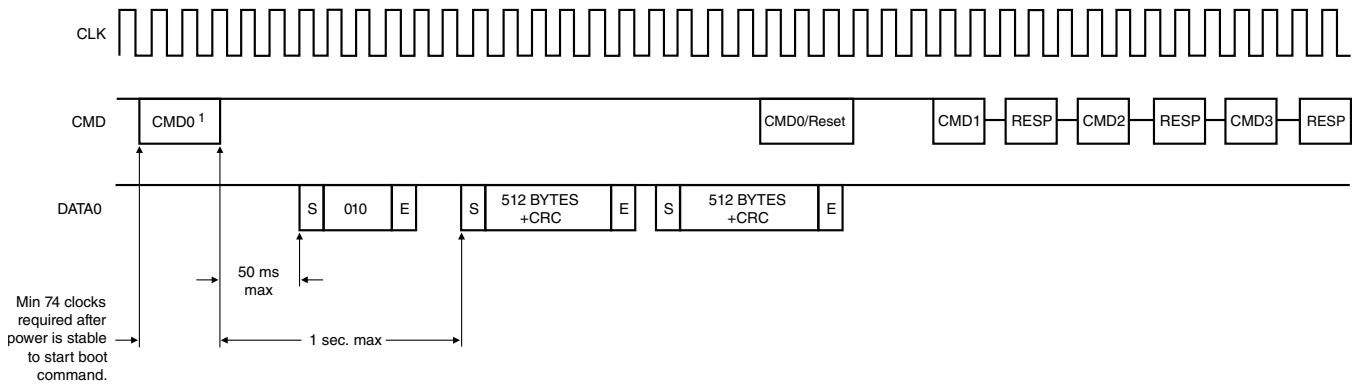 CLK
CMD
CMD0 1
CMD0/Reset
CMD1
RESP
CMD2
RESP
CMD3
RESP
DATA0
S
010
E
S
512 BYTES
+CRC
E
S
512 BYTES
+CRC
E
50 ms
max
Min 74 clocks
required after
power is stable
to start boot
command.
1 sec. max